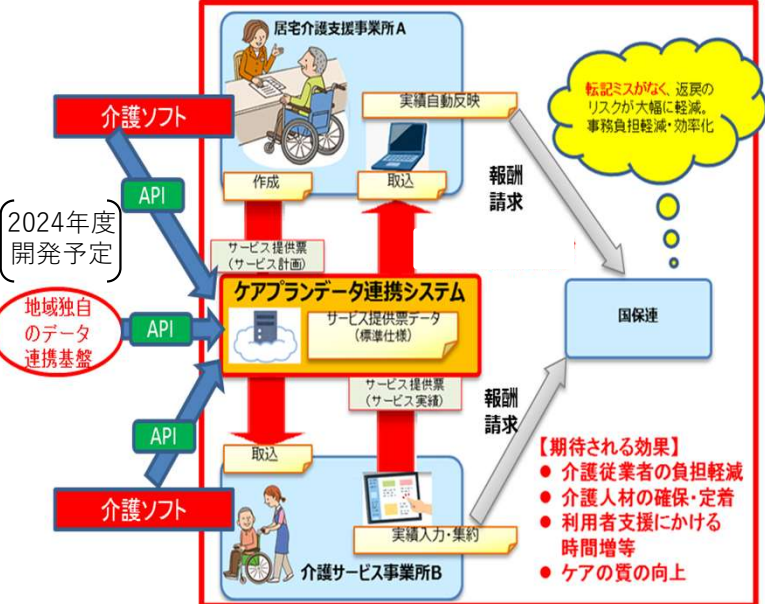 居宅介護支援事業所A
介護ソフト
実績自動反映
転記ミスがなく、返戻の
リスクが大幅に軽減。
事務負担軽減・効率化
API
作成
取込
報酬
請求
2024年度
開発予定
サービス提供票
(サービス計画)
ケアプランデータ連携システム
地域独自
のデータ
連携基盤
API
サービス提供票データ
(標準仕様)
国保連
サービス提供票
(サービス実績)
報酬
請求
API
取込
【期待される効果】
● 介護従業者の負担軽減
● 介護人材の確保・定着
● 利用者支援にかける
時間増等
● ケアの質の向上
介護ソフト
実績入力・集約
介護サービス事業所B